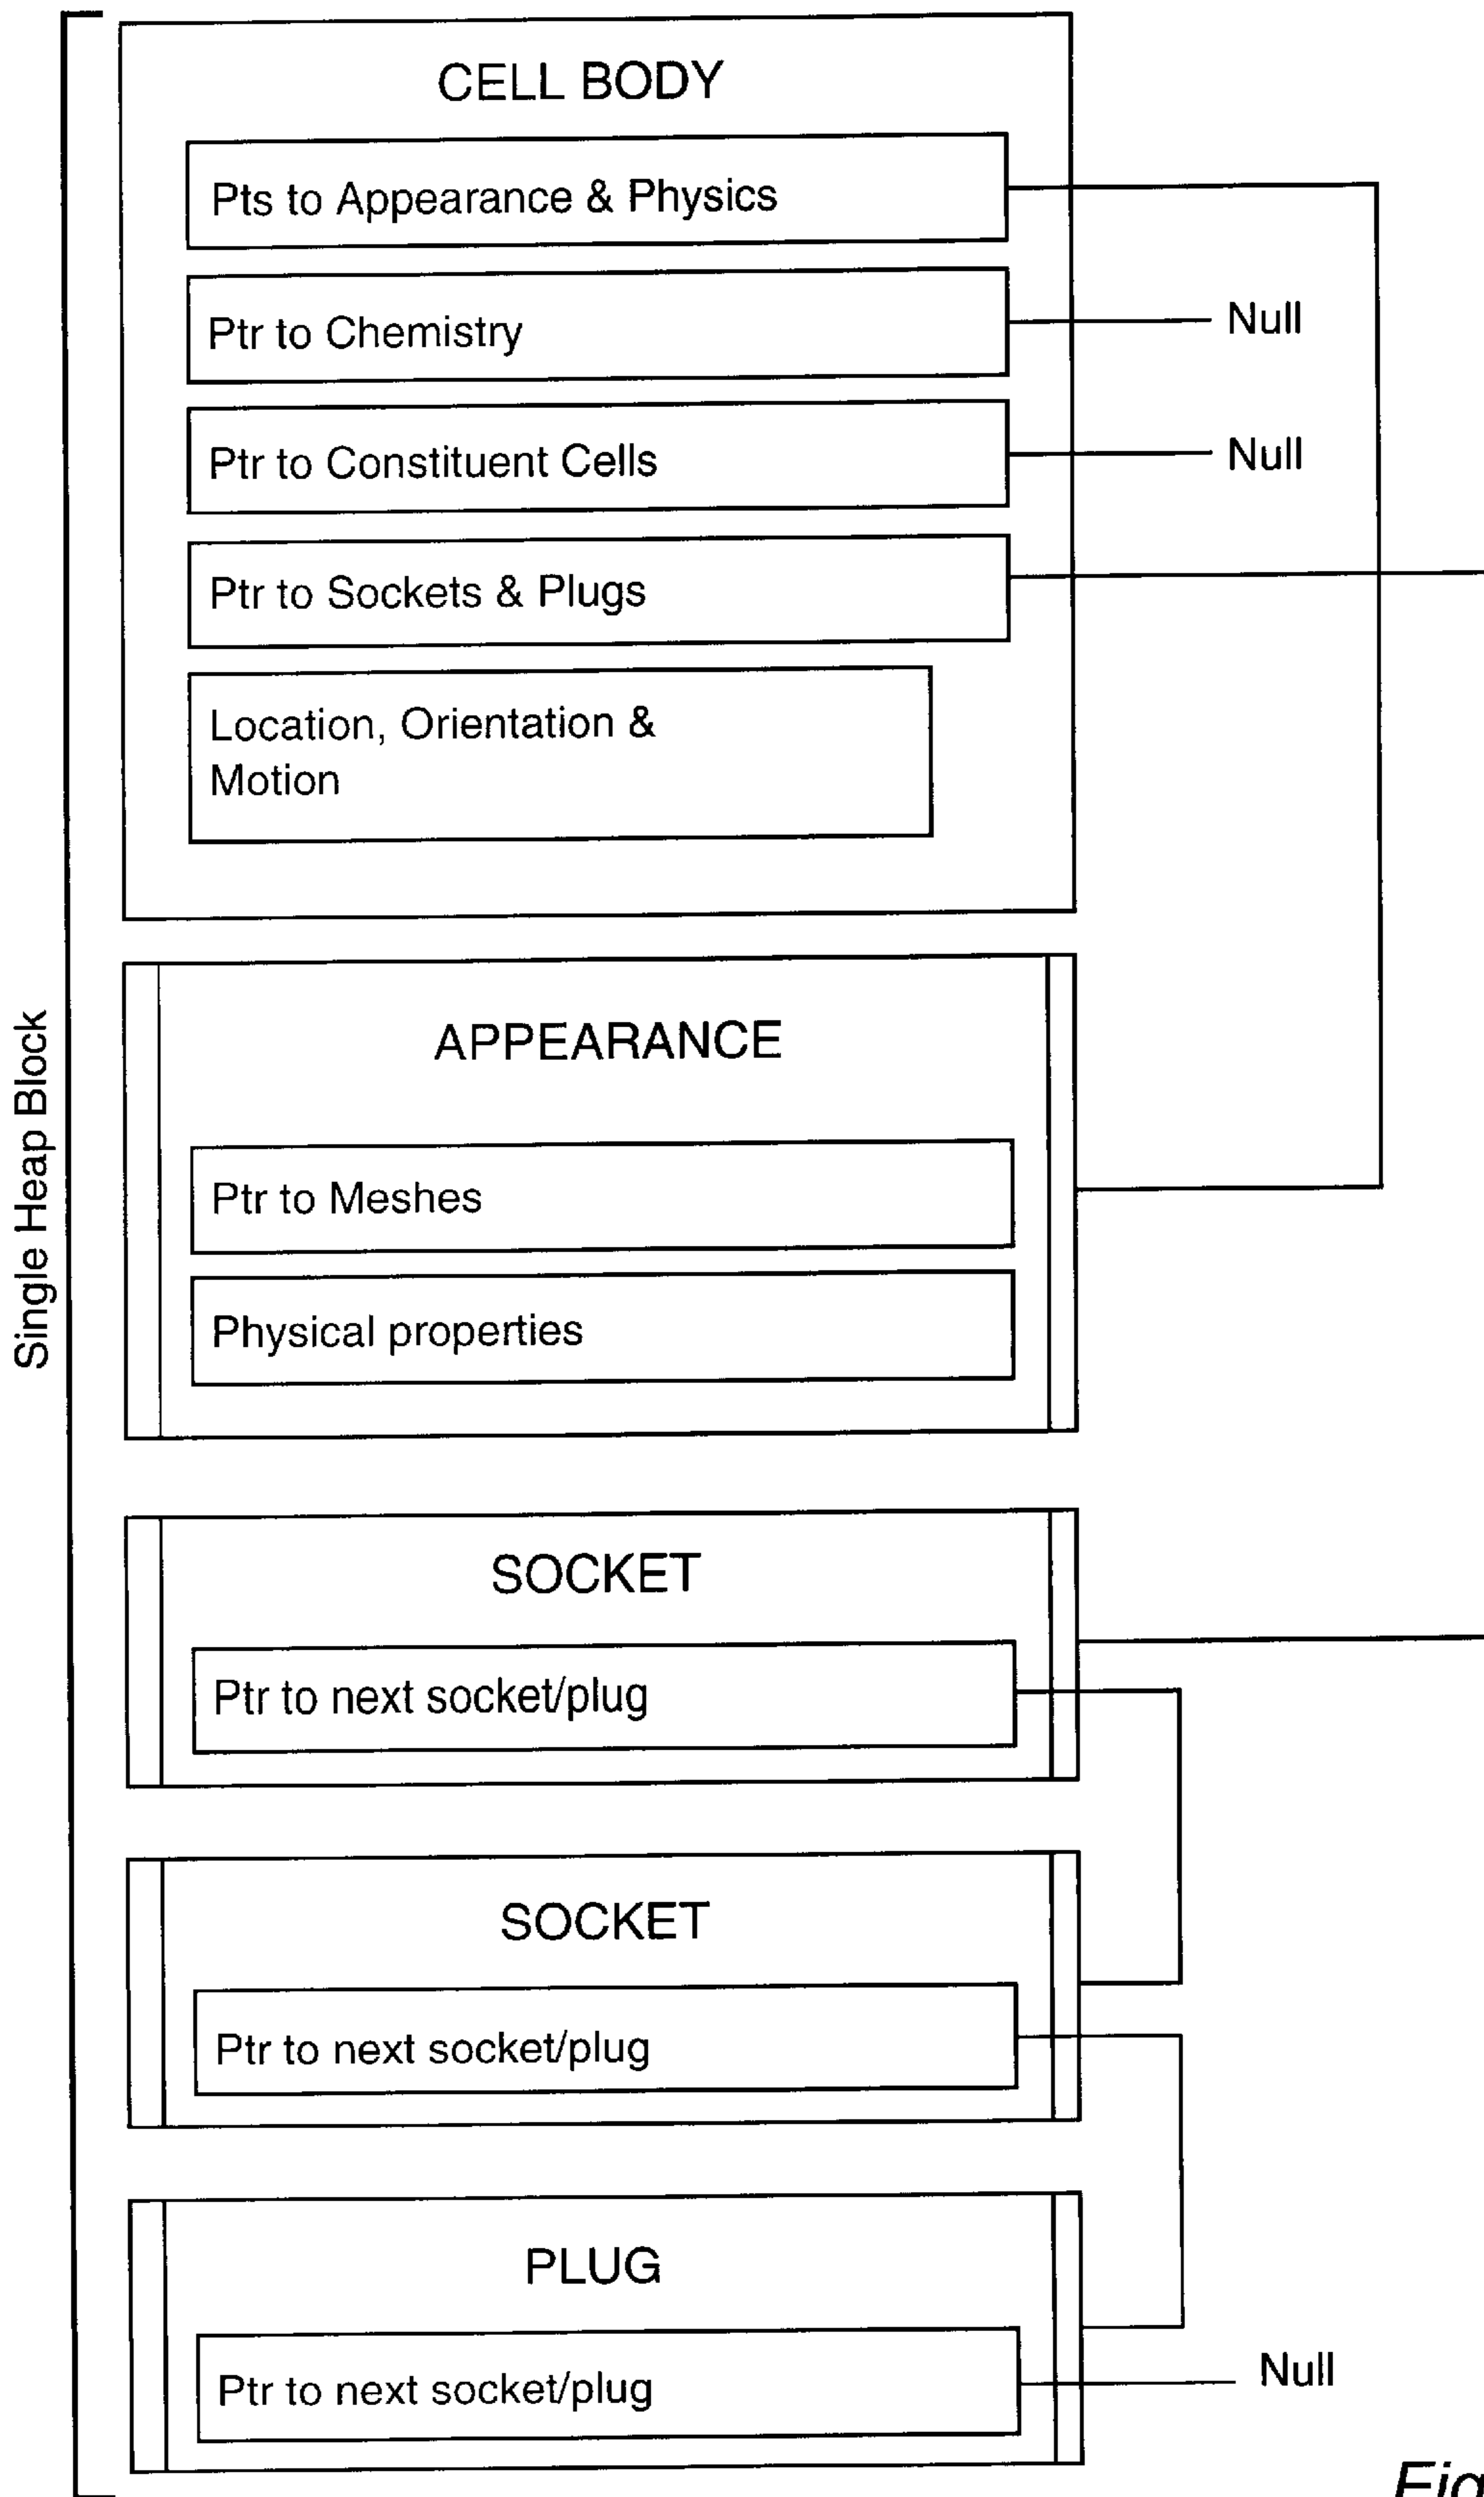 CELL BODY
Pts to Appearance & Physics
Ptr to Chemistry
Null
Ptr to Constituent Cells
Null
Ptr to Sockets & Plugs
Location, Orientation &
Motion
Single Heap Block
APPEARANCE
Ptr to Meshes
Physical properties
SOCKET
Ptr to next socket/plug
SOCKET
Ptr to next socket/plug
PLUG
Ptr to next socket/plug
Null
Fig